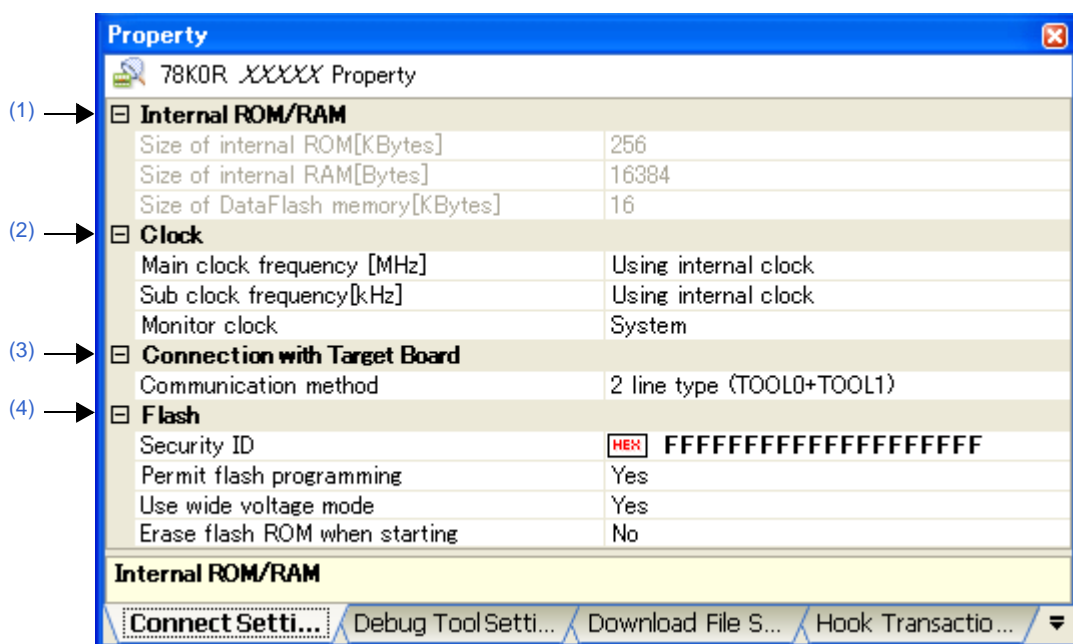 Property
78K0R XXXXX Property
(1) Internal ROM/RAM
Size of internal ROM[KBytes] 256
Size of internal RAM[Bytes] 16384
Size of DataFlash memory[KBytes] 16
(2) Clock
Main clock frequency [MHz] Using internal clock
Sub clock frequency[kHz] Using internal clock
Monitor clock System
(3) Connection with Target Board
Communication method 2 line type (TOOL0+TOOL1)
(4) Flash
Security ID HEX FFFFFFFFFFFFFFFFFFFF
Permit flash programming Yes
Use wide voltage mode Yes
Erase flash ROM when starting No
Internal ROM/RAM
Connect Setti... Debug Tool Setti... Download File S... Hook Transactio...